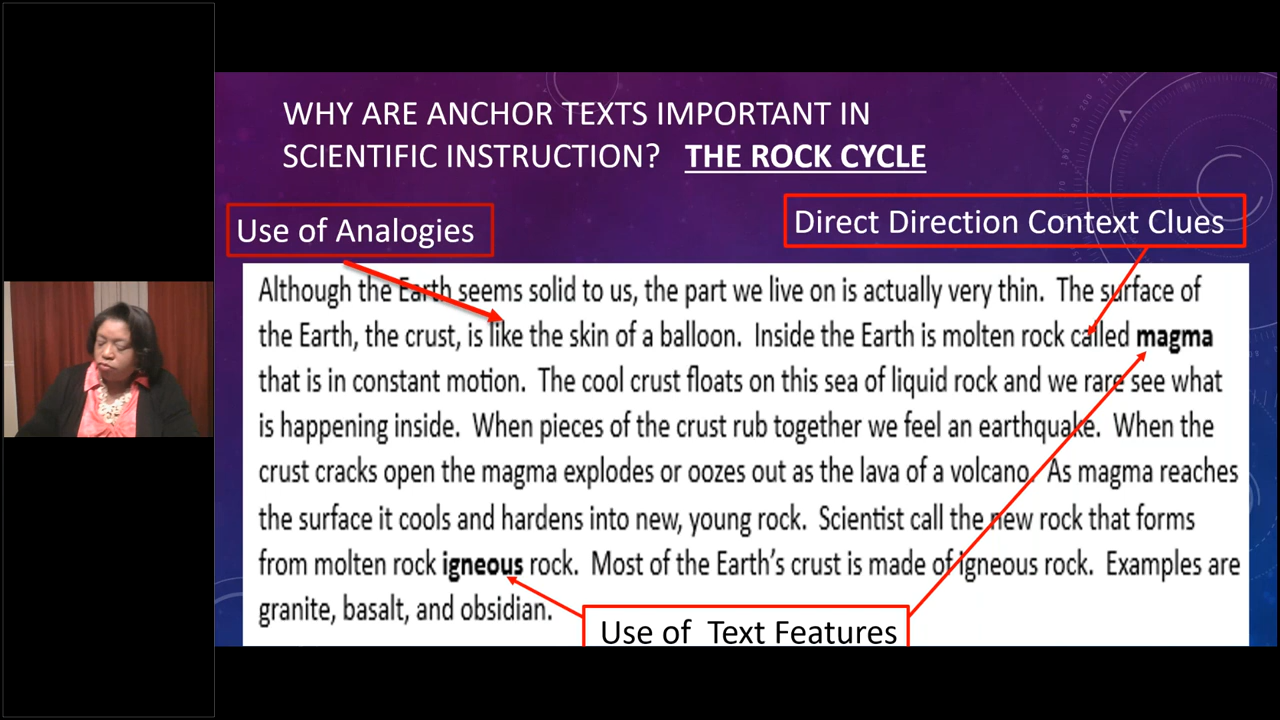 WHY ARE ANCHOR TEXTS IMPORTANT IN
SCIENTIFIC INSTRUCTION? THE ROCK CYCLE
Use of Analogies
Direct Direction Context Clues
Although the Earth seems solid to us, the part we live on is actually very thin. The surface of
the Earth, the crust, is like the skin of a balloon. Inside the Earth is molten rock called magma
that is in constant motion. The cool crust floats on this sea of liquid rock and we rare see what
is happening inside. When pieces of the crust rub together we feel an earthquake. When the
crust cracks open the magma explodes or oozes out as the lava of a volcano. As magma reaches
the surface it cools and hardens into new, young rock. Scientist call the new rock that forms
from molten rock igneous rock. Most of the Earth's crust is made of igneous rock. Examples are
granite, basalt, and obsidian.
Use of Text Features